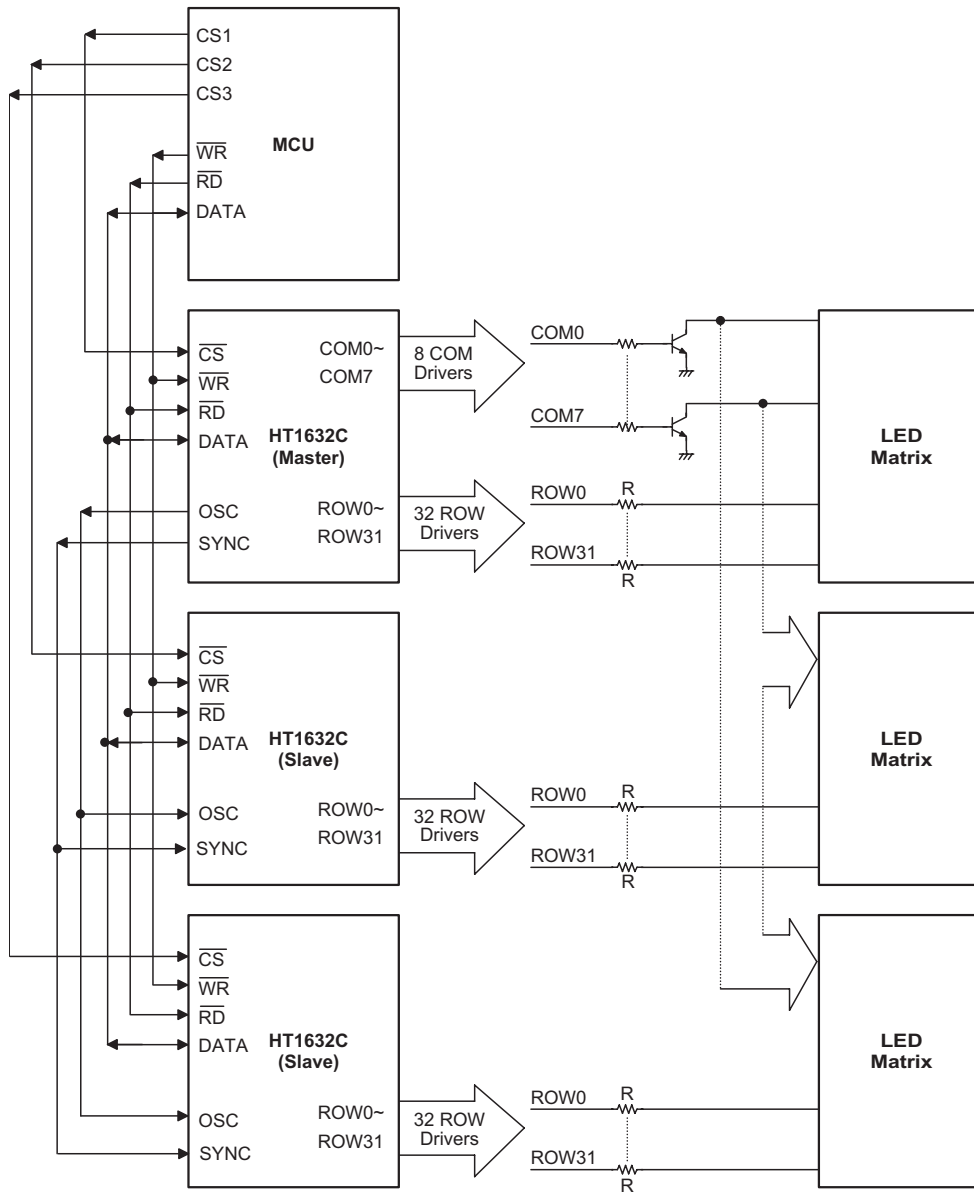 CS1
CS2
CS3
MCU
WR
RD
DATA
CS
WR
RD
DATA
HT1632C
(Master)
OSC
SYNC
COM0~
COM7
ROW0~
ROW31
8 COM
Drivers
32 ROW
Drivers
COM0
COM7
ROW0
R
ROW31
R
LED
Matrix
CS
WR
RD
DATA
HT1632C
(Slave)
OSC
SYNC
ROW0~
ROW31
32 ROW
Drivers
ROW0
R
ROW31
R
LED
Matrix
CS
WR
RD
DATA
HT1632C
(Slave)
OSC
SYNC
ROW0~
ROW31
32 ROW
Drivers
ROW0
R
ROW31
R
LED
Matrix